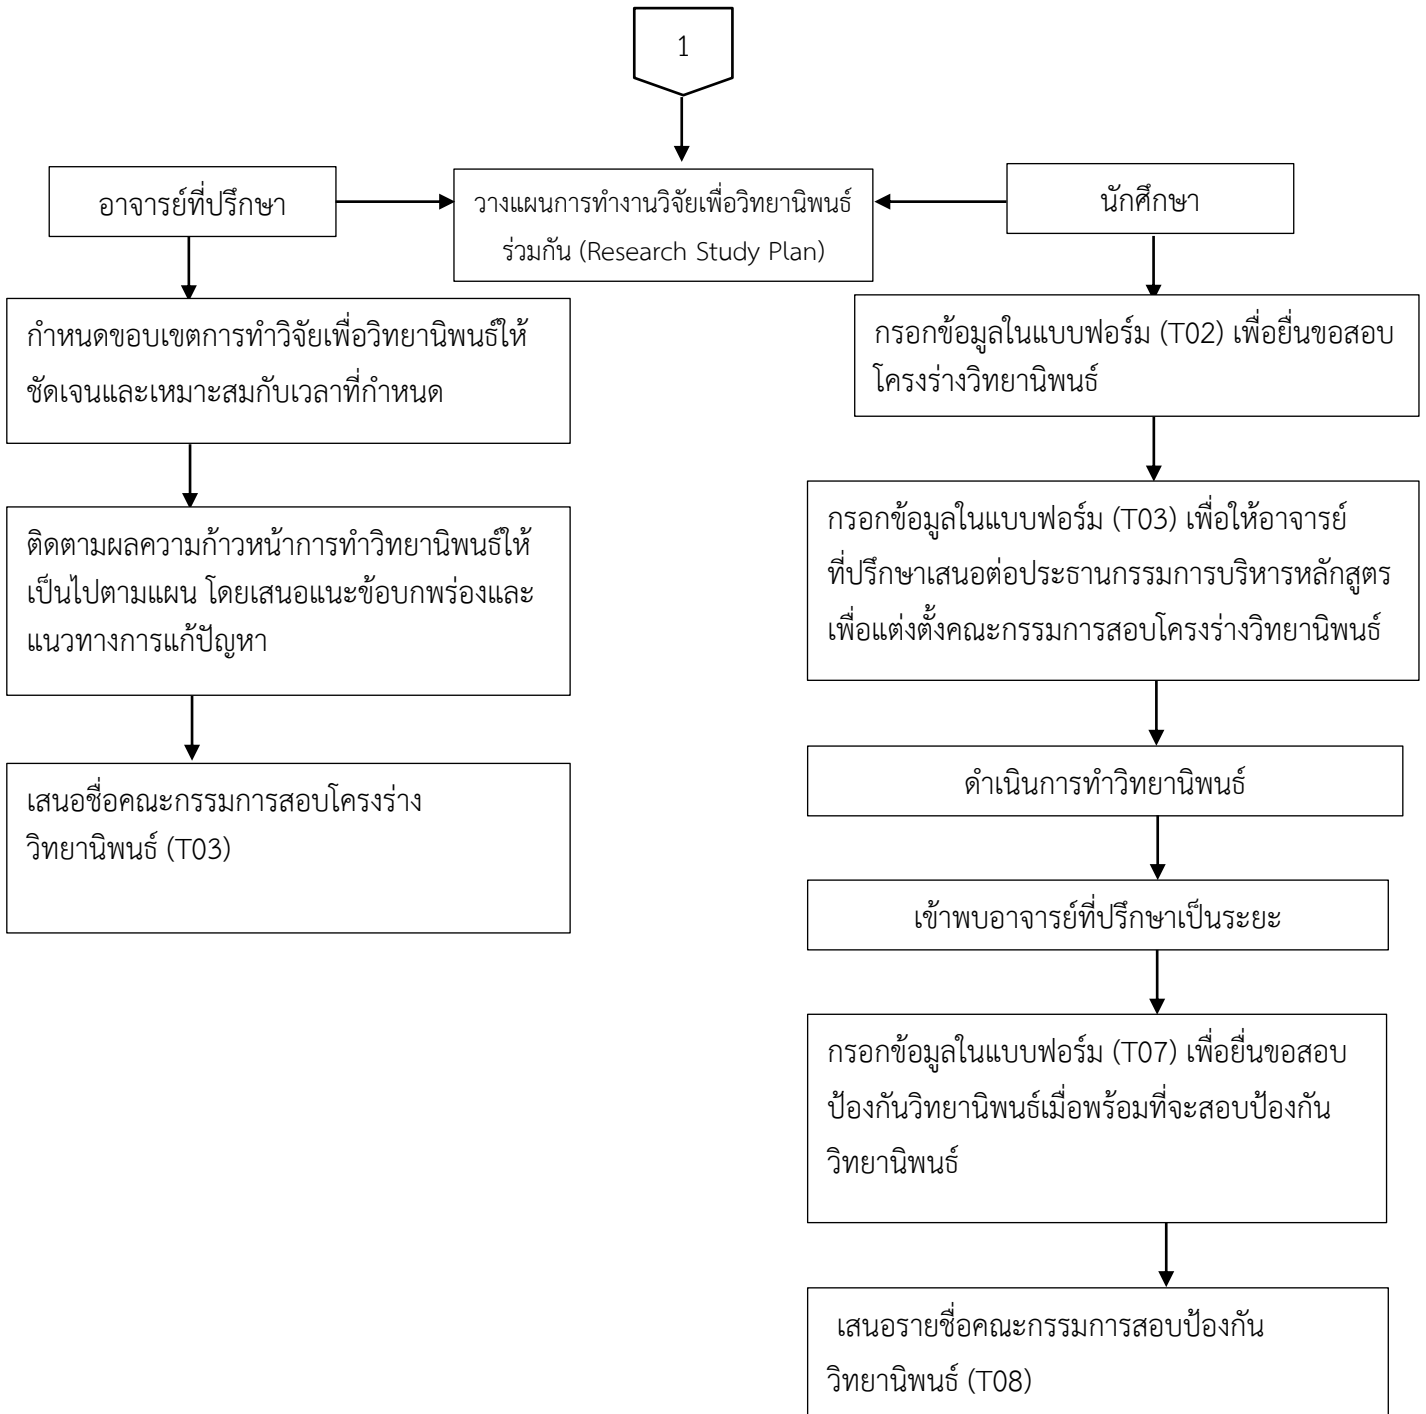 1
อาจารย์ที่ปรึกษา
วางแผนการทำงานวิจัยเพื่อวิทยานิพนธ์
ร่วมกัน (Research Study Plan)
นักศึกษา
กำหนดขอบเขตการทำวิจัยเพื่อวิทยานิพนธ์ให้
ชัดเจนและเหมาะสมกับเวลาที่กำหนด
ติดตามผลความก้าวหน้าการทำวิทยานิพนธ์ให้
เป็นไปตามแผน โดยเสนอแนะข้อบกพร่องและ
แนวทางการแก้ปัญหา
เสนอชื่อคณะกรรมการสอบโครงร่าง
วิทยานิพนธ์ (T03)
กรอกข้อมูลในแบบฟอร์ม (T02) เพื่อยื่นขอสอบ
โครงร่างวิทยานิพนธ์
กรอกข้อมูลในแบบฟอร์ม (T03) เพื่อให้อาจารย์
ที่ปรึกษาเสนอต่อประธานกรรมการบริหารหลักสูตร
เพื่อแต่งตั้งคณะกรรมการสอบโครงร่างวิทยานิพนธ์
ดำเนินการทำวิทยานิพนธ์
เข้าพบอาจารย์ที่ปรึกษาเป็นระยะ
กรอกข้อมูลในแบบฟอร์ม (T07) เพื่อยื่นขอสอบ
ป้องกันวิทยานิพนธ์เมื่อพร้อมที่จะสอบป้องกัน
วิทยานิพนธ์
เสนอรายชื่อคณะกรรมการสอบป้องกัน
วิทยานิพนธ์ (T08)